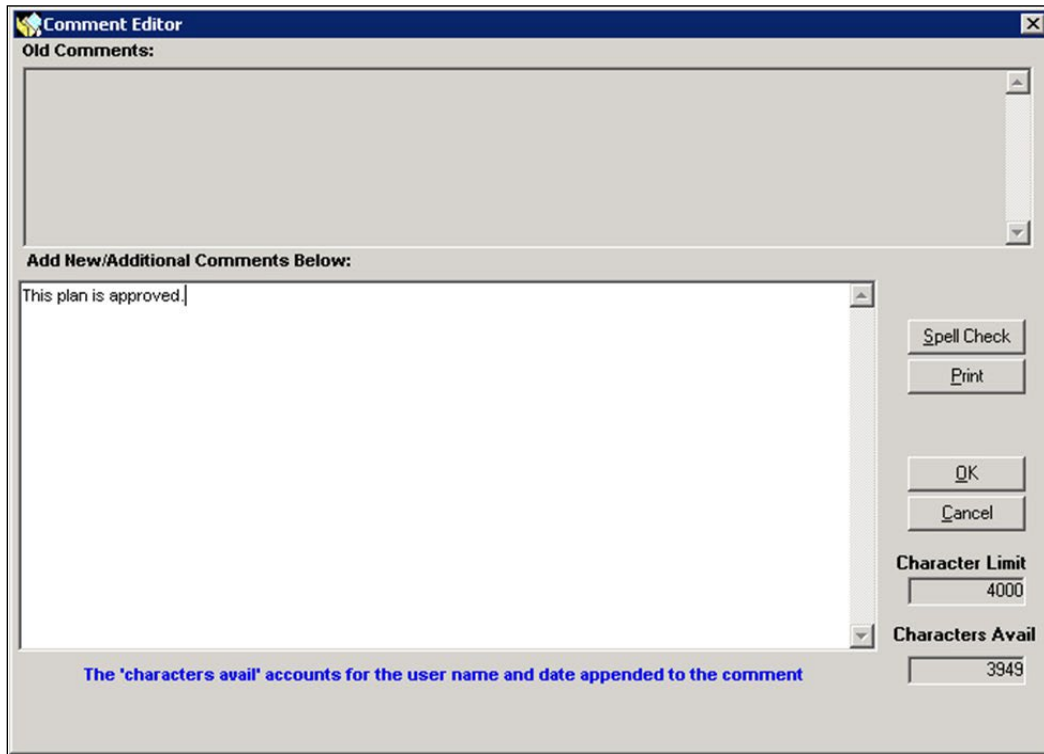 Comment Editor
Old Comments:
Add New/Additional Comments Below:
This plan is approved.
Spell Check
Print
OK
Cancel
Character Limit
4000
Characters Avail
3949
The 'characters avail' accounts for the user name and date appended to the comment